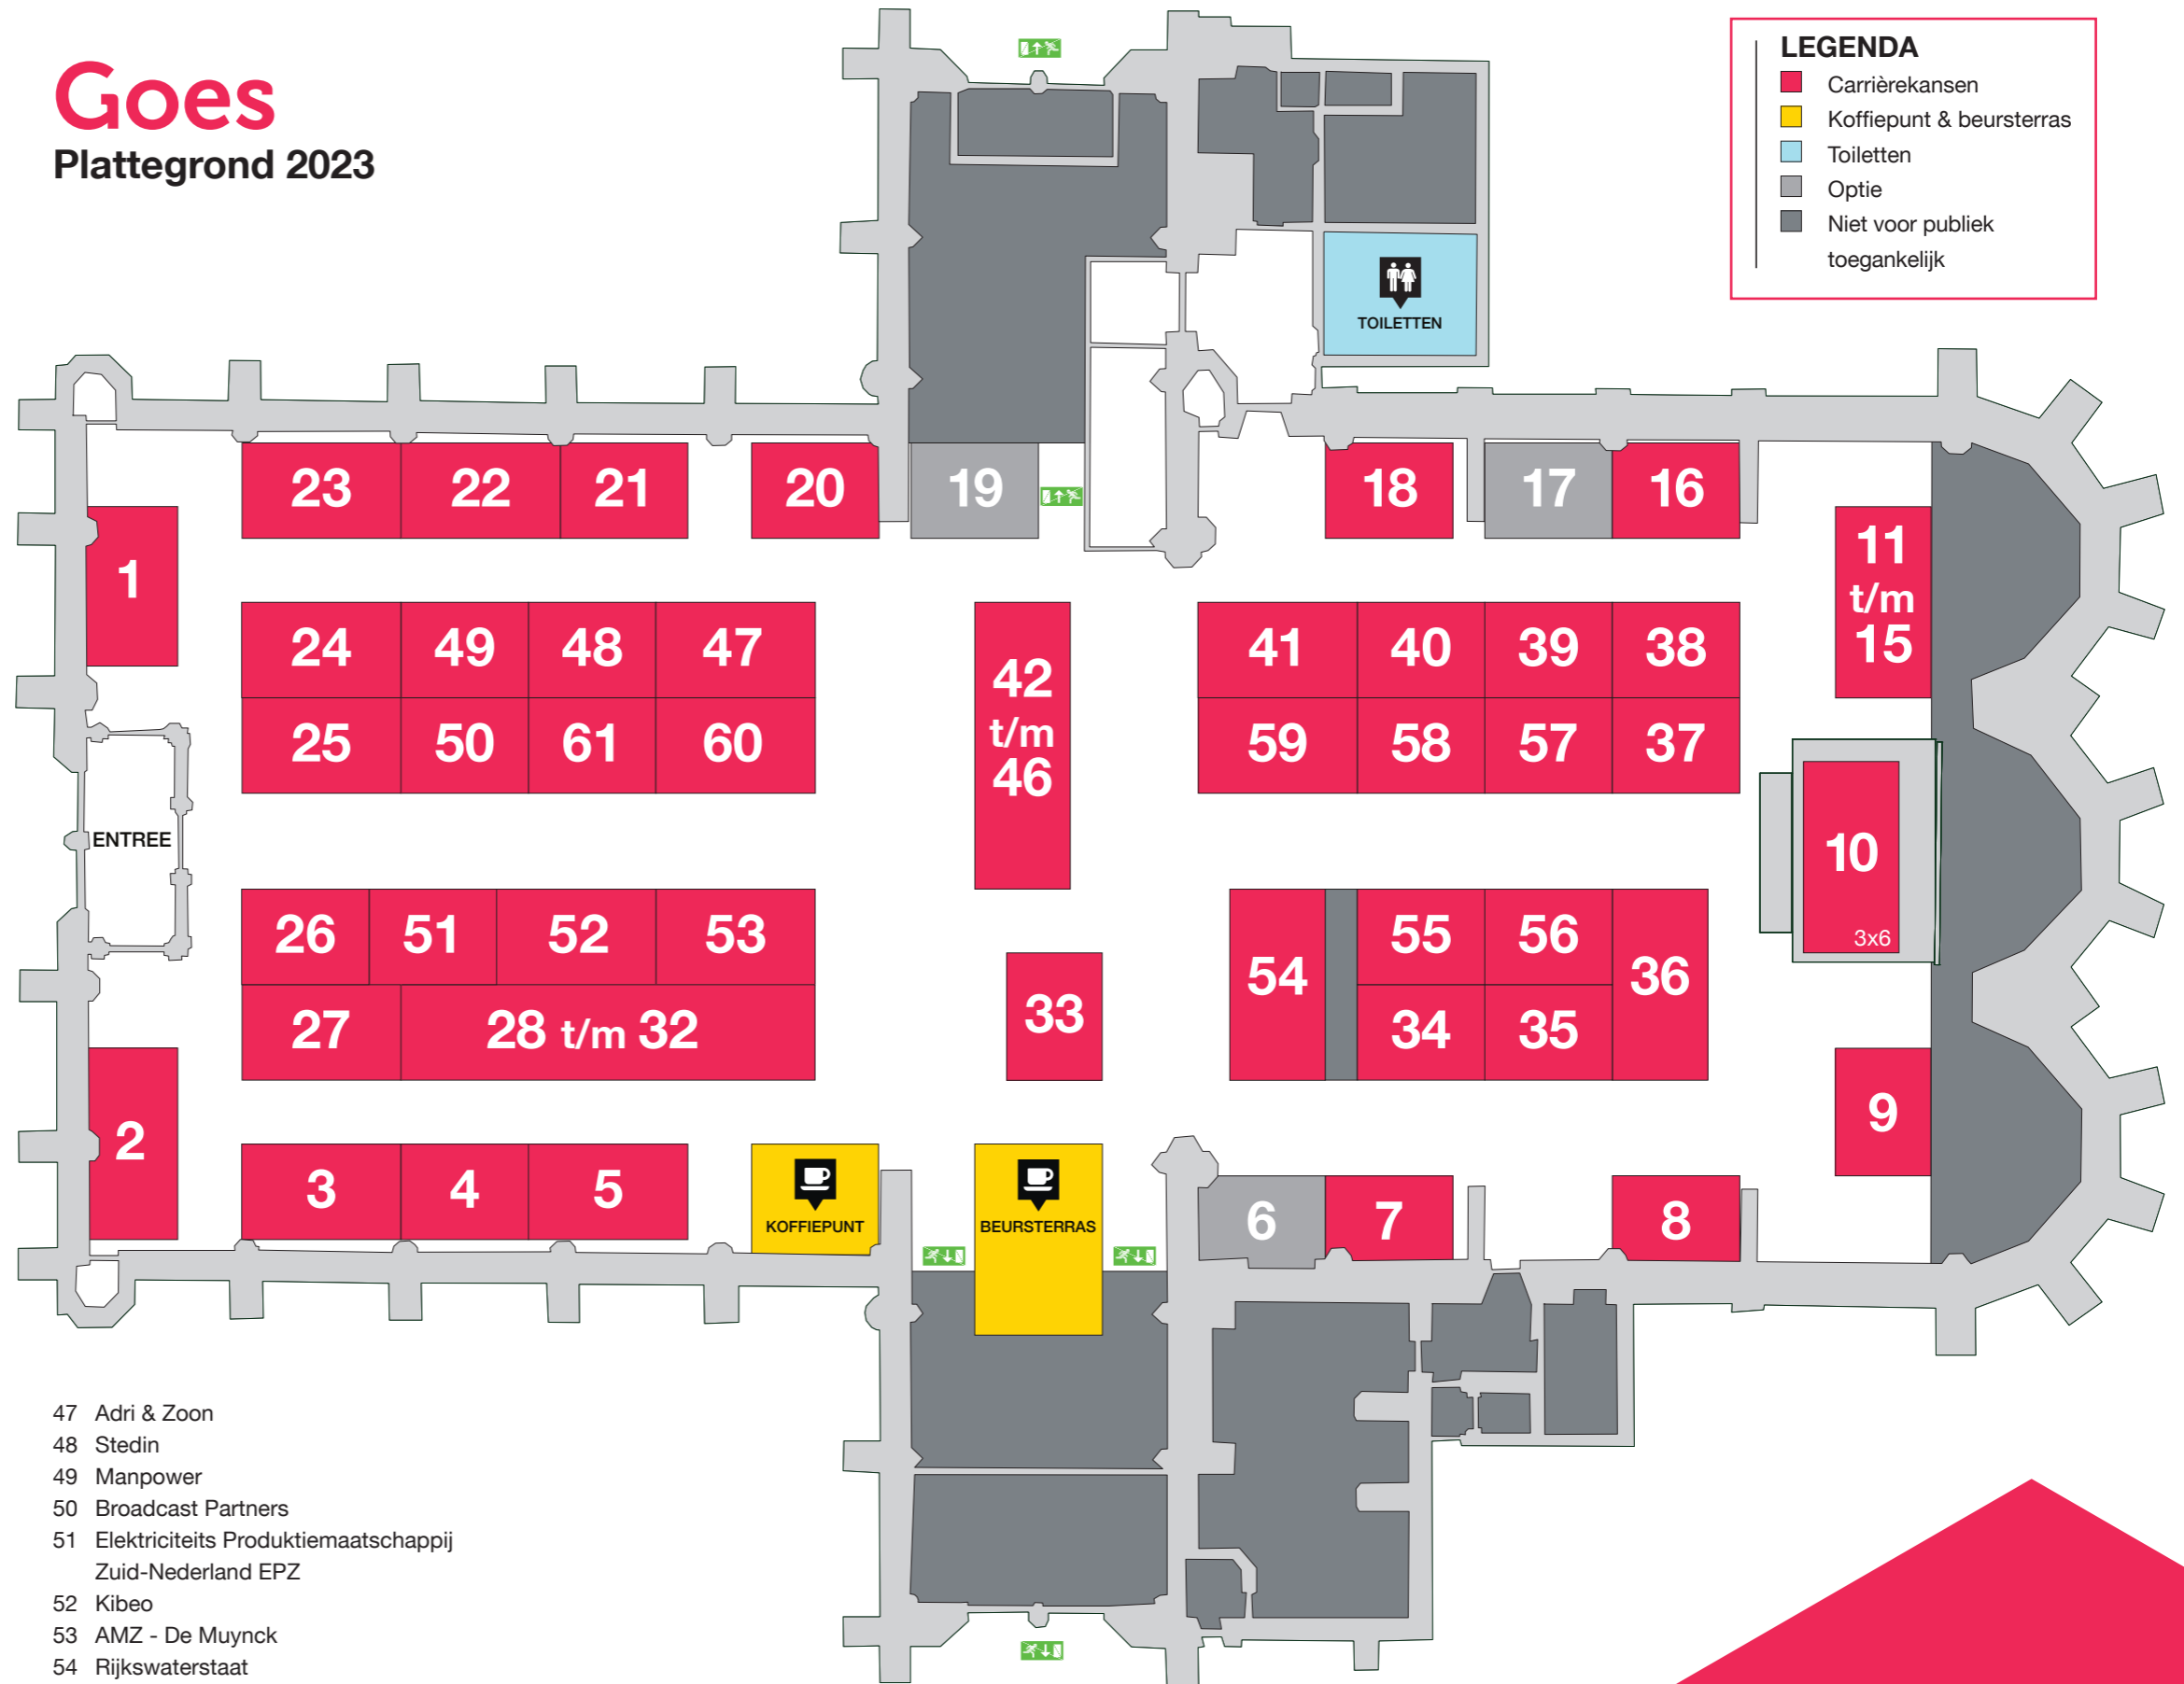 Goes
Plattegrond 2023
LEGENDA
Carrièrekansen
Koffiepunt & beursterras
Toiletten
Optie
Niet voor publiek
toegankelijk
TOILETTEN
23 22 21 20 19 18 17 16
1
11
t/m
15
24 49 48 47
42
t/m
46
41 40 39 38
25 50 61 60
59 58 57 37
ENTREE
10
3x6
26 51 52 53
54
55 56
36
33
27 28 t/m 32
34 35
9
2
3 4 5
KOFFIEPUNT
BEURSTERRAS
6 7 8
47 Adri & Zoon
48 Stedin
49 Manpower
50 Broadcast Partners
51 Elektriciteits Produktiemaatschappij
Zuid-Nederland EPZ
52 Kibeo
53 AMZ - De Muynck
54 Rijkswaterstaat